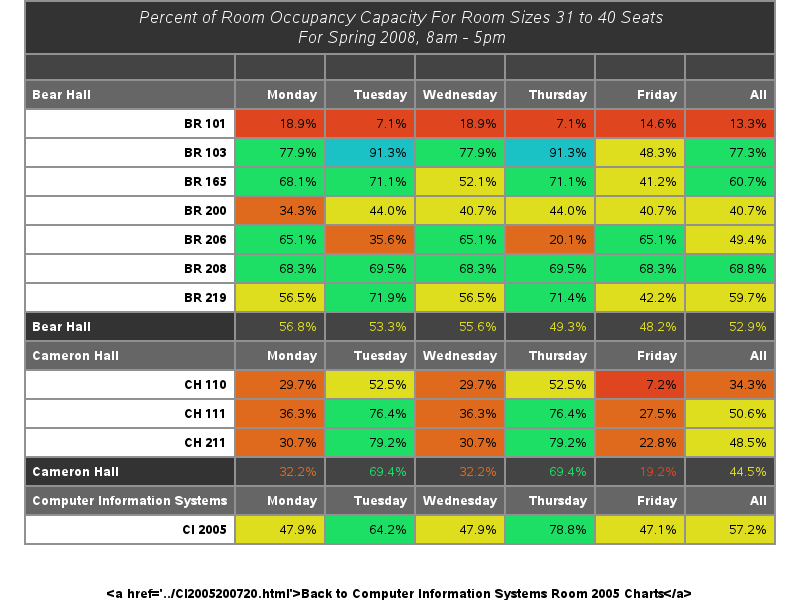 Percent of Room Occupancy Capacity For Room Sizes 31 to 40 Seats
For Spring 2008, 8am - 5pm
Bear Hall Monday Tuesday Wednesday Thursday Friday All
BR 101 18.9% 7.1% 18.9% 7.1% 14.6% 13.3%
BR 103 77.9% 91.3% 77.9% 91.3% 48.3% 77.3%
BR 165 68.1% 71.1% 52.1% 71.1% 41.2% 60.7%
BR 200 34.3% 44.0% 40.7% 44.0% 40.7% 40.7%
BR 206 65.1% 35.6% 65.1% 20.1% 65.1% 49.4%
BR 208 68.3% 69.5% 68.3% 69.5% 68.3% 68.8%
BR 219 56.5% 71.9% 56.5% 71.4% 42.2% 59.7%
Bear Hall 56.8% 53.3% 55.6% 49.3% 48.2% 52.9%
Cameron Hall Monday Tuesday Wednesday Thursday Friday All
CH 110 29.7% 52.5% 29.7% 52.5% 7.2% 34.3%
CH 111 36.3% 76.4% 36.3% 76.4% 27.5% 50.6%
CH 211 30.7% 79.2% 30.7% 79.2% 22.8% 48.5%
Cameron Hall 32.2% 69.4% 32.2% 69.4% 19.2% 44.5%
Computer Information Systems Monday Tuesday Wednesday Thursday Friday All
CI 2005 47.9% 64.2% 47.9% 78.8% 47.1% 57.2%
<a href='../CI2005200720.html'>Back to Computer Information Systems Room 2005 Charts</a>